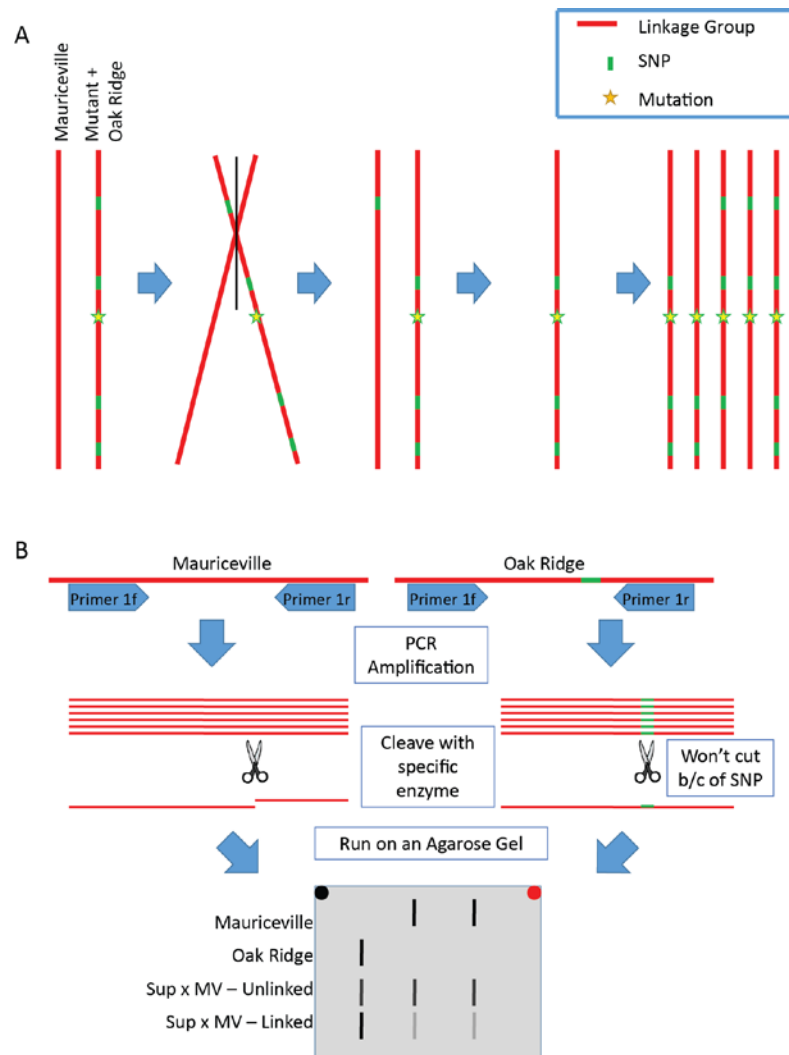 A
Linkage Group
SNP
Mutation
Mauriceville
Mutant +
Oak Ridge
B
Mauriceville
Oak Ridge
Primer 1f
Primer 1r
Primer 1f
Primer 1r
PCR
Amplification
Cleave with
specific
enzyme
Won't cut
b/c of SNP
Run on an Agarose Gel
Mauriceville
Oak Ridge
Sup x MV – Unlinked
Sup x MV – Linked